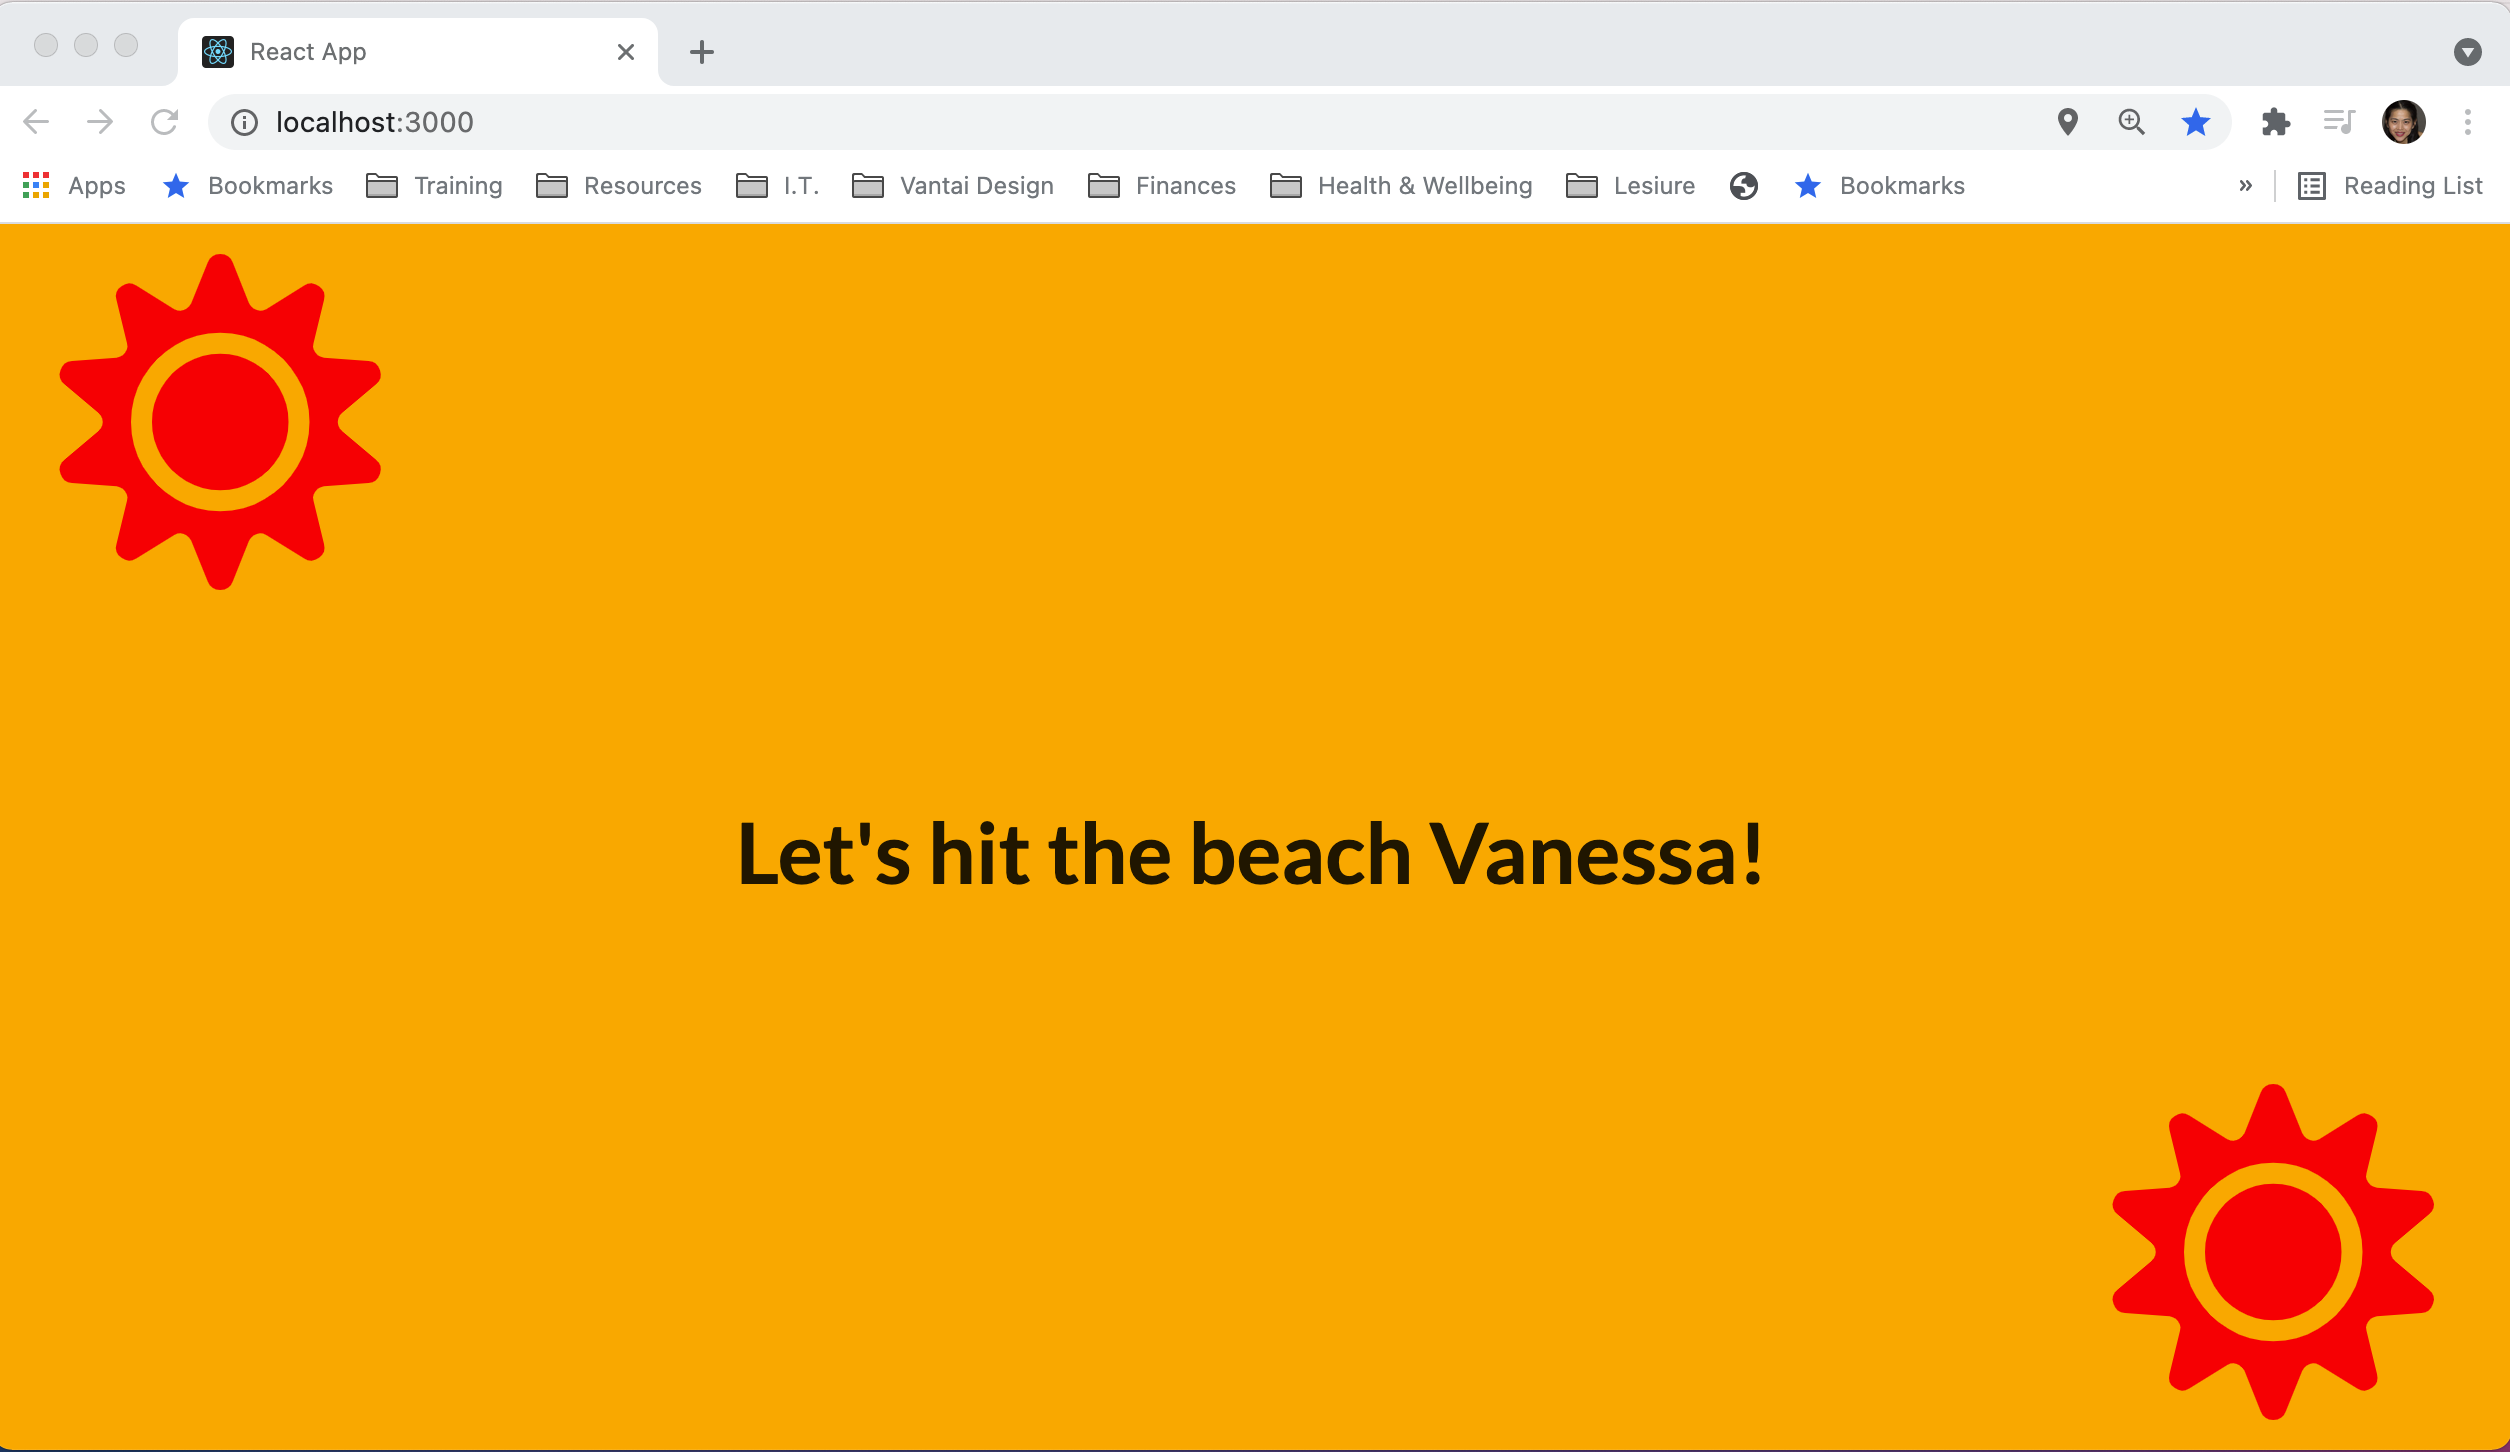 React App
localhost:3000
Apps Bookmarks Training Resources I.T. Vantai Design Finances Health & Wellbeing Lesiure Bookmarks » Reading List
Let's hit the beach Vanessa!